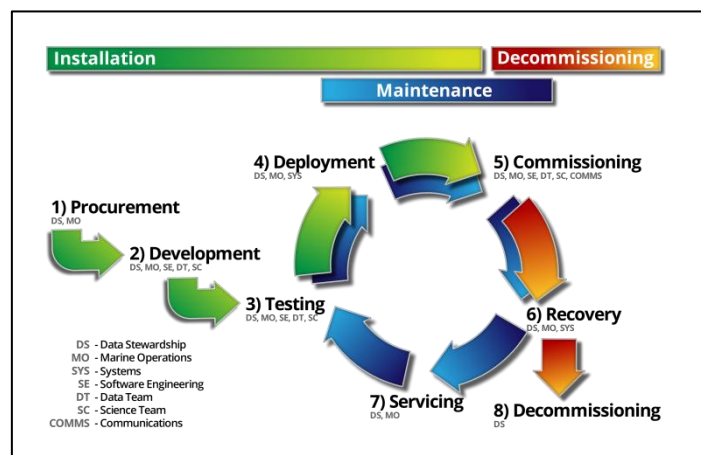 Installation
Decommissioning
Maintenance
4) Deployment
DS, MO, SYS
5) Commissioning
DS, MO, SE, DT, SC, COMMS
1) Procurement
DS, MO
2) Development
DS, MO, SE, DT, SC
3) Testing
DS, MO, SE, DT, SC
6) Recovery
DS, MO, SYS
7) Servicing
DS, MO
8) Decommissioning
DS
DS - Data Stewardship
MO - Marine Operations
SYS - Systems
SE - Software Engineering
DT - Data Team
SC - Science Team
COMMS - Communications